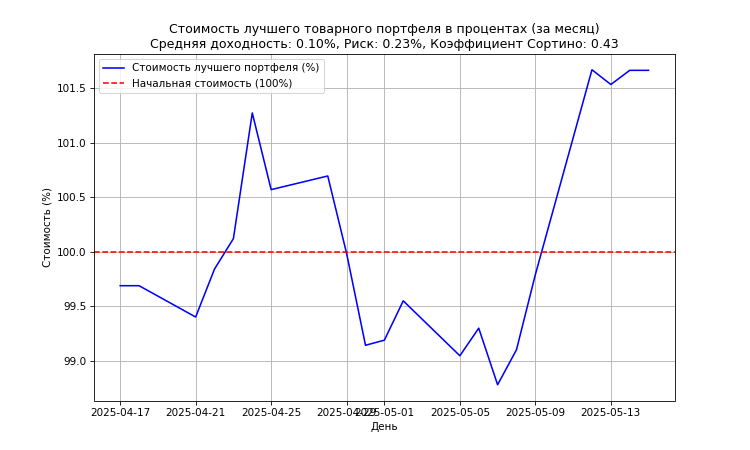 Стоимость лучшего товарного портфеля в процентах (за месяц)
Средняя доходность: 0.10%, Риск: 0.23%, Коэффициент Сортино: 0.43
Стоимость лучшего портфеля (%)
Начальная стоимость (100%)
Стоимость (%)
101.5
101.0
100.5
100.0
99.5
99.0
2025-04-17 2025-04-21 2025-04-25 2025-04-29 2025-05-01 2025-05-05 2025-05-09 2025-05-13
День